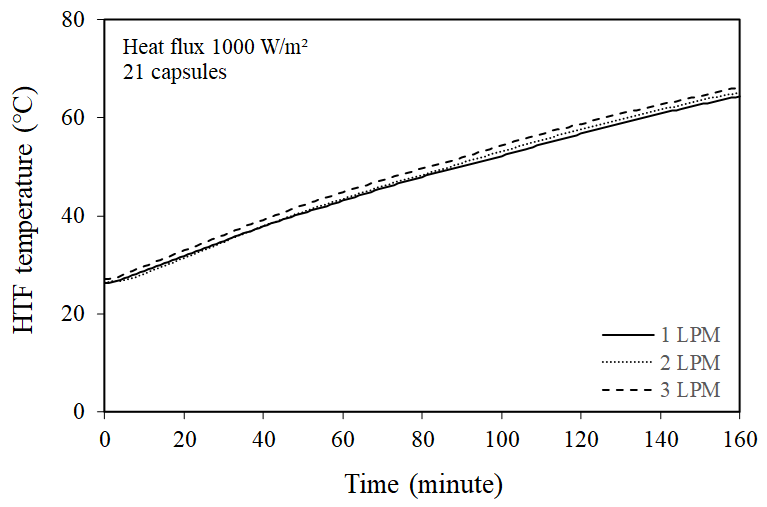 Heat flux 1000 W/m²
21 capsules
HTF temperature (°C)
80
60
40
20
0
0 20 40 60 80 100 120 140 160
Time (minute)
1 LPM
2 LPM
3 LPM